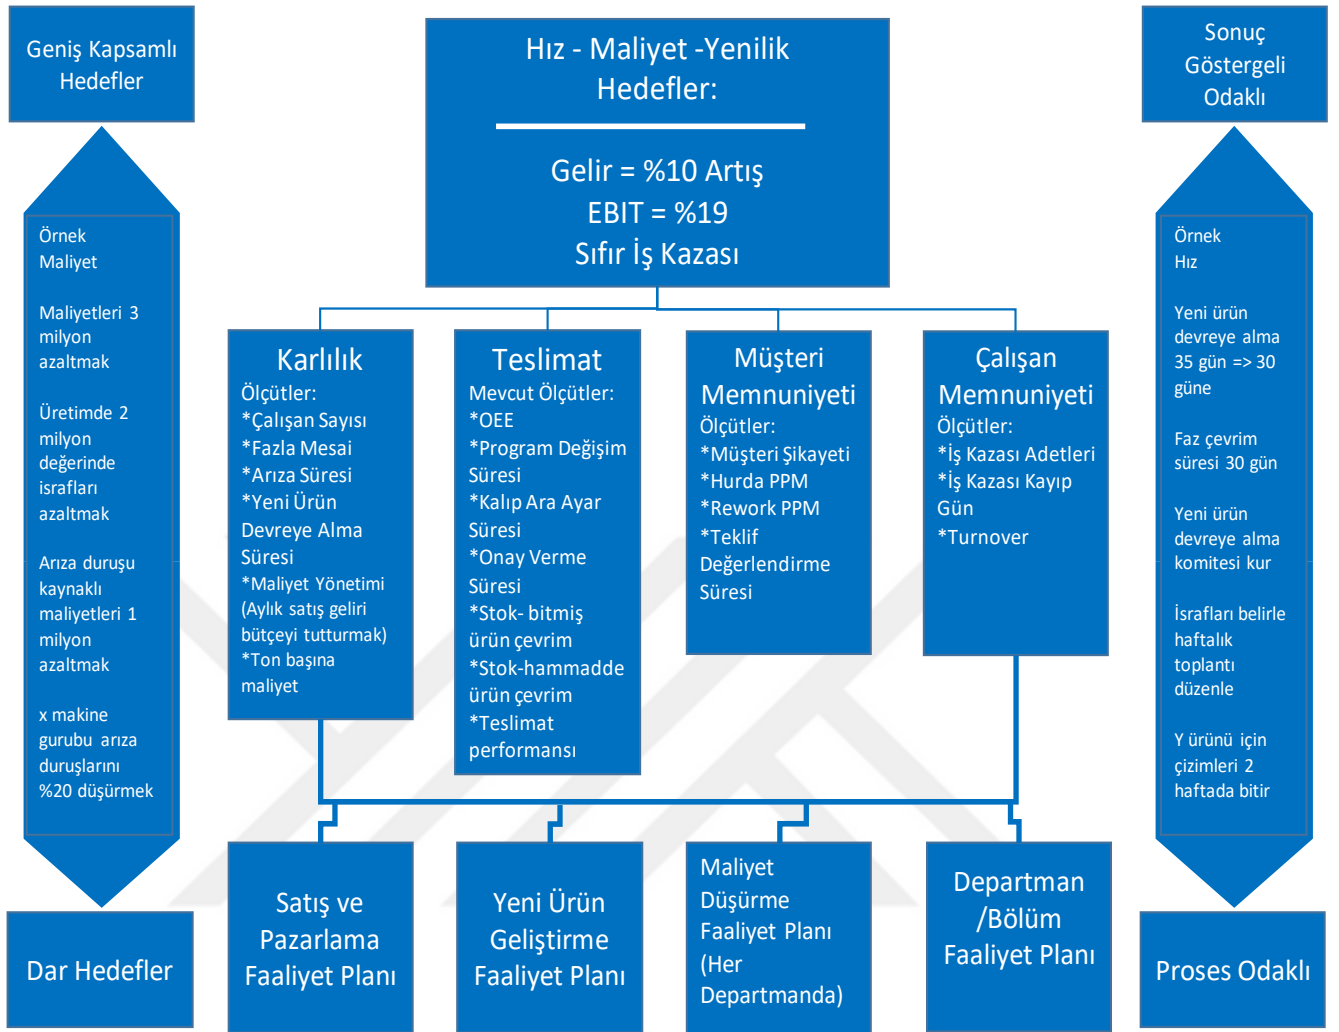 Geniş Kapsamlı
Hedefler
Hız - Maliyet -Yenilik
Hedefler:
Gelir = %10 Artış
EBIT = %19
Sıfır İş Kazası
Sonuç
Göstergeli
Odaklı
Örnek
Maliyet
Maliyetleri 3
milyon
azaltmak
Üretimde 2
milyon
değerinde
israfları
azaltmak
Arıza duruşu
kaynaklı
maliyetleri 1
milyon
azaltmak
x makine
gurubu arıza
duruşlarını
%20 düşürmek
Karlılık
Ölçütler:
*Çalışan Sayısı
*Fazla Mesai
*Arıza Süresi
*Yeni Ürün
Devreye Alma
Süresi
*Maliyet Yönetimi
(Aylık satış geliri
bütçeyi tutturmak)
*Ton başına
maliyet
Teslimat
Mevcut Ölçütler:
*OEE
*Program Değişim
Süresi
*Kalıp Ara Ayar
Süresi
*Onay Verme
Süresi
*Stok- bitmiş
ürün çevrim
*Stok-hammadde
ürün çevrim
*Teslimat
performansı
Müşteri
Memnuniyeti
Ölçütler:
*Müşteri Şikayeti
*Hurda PPM
*Rework PPM
*Teklif
Değerlendirme
Süresi
Çalışan
Memnuniyeti
Ölçütler:
*İş Kazası Adetleri
*İş Kazası Kayıp
Gün
*Turnover
Örnek
Hız
Yeni ürün
devreye alma
35 gün => 30
güne
Faz çevrim
süresi 30 gün
Yeni ürün
devreye alma
komitesi kur
İsrafları belirle
haftalık
toplantı
düzenle
Y ürünü için
çizimleri 2
haftada bitir
Dar Hedefler
Satış ve
Pazarlama
Faaliyet Planı
Yeni Ürün
Geliştirme
Faaliyet Planı
Maliyet
Düşürme
Faaliyet Planı
(Her
Departmanda)
Departman
/Bölüm
Faaliyet Planı
Proses Odaklı